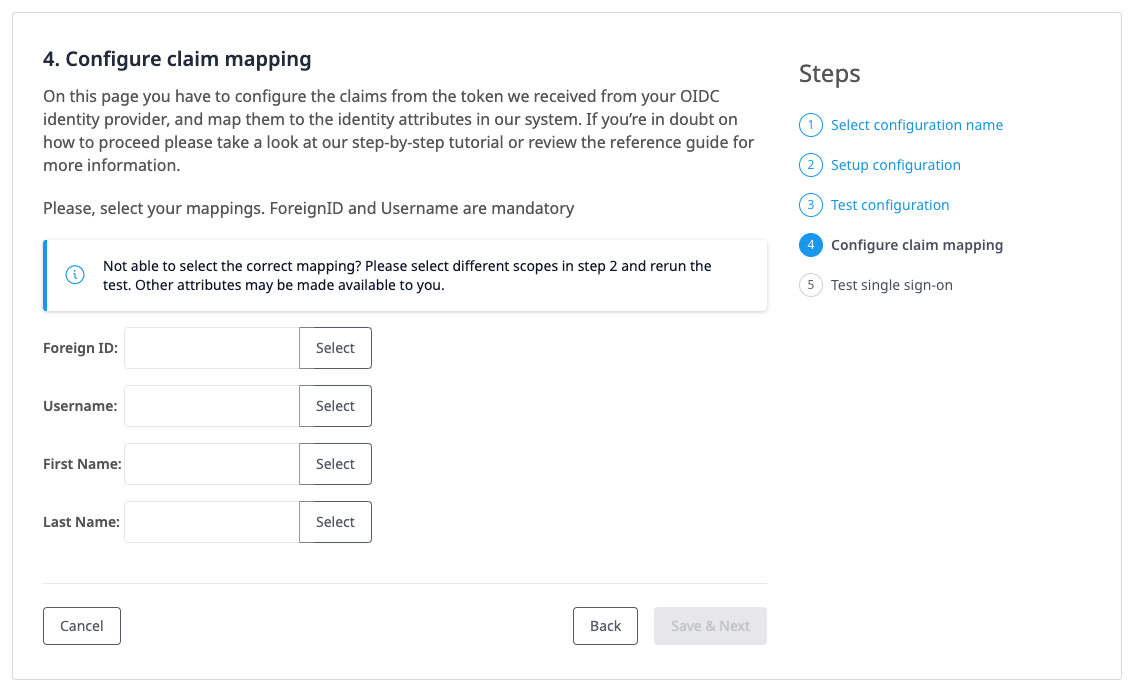 4. Configure claim mapping
On this page you have to configure the claims from the token we received from your OIDC
identity provider, and map them to the identity attributes in our system. If you’re in doubt on
how to proceed please take a look at our step-by-step tutorial or review the reference guide for
more information.
Please, select your mappings. ForeignID and Username are mandatory
Not able to select the correct mapping? Please select different scopes in step 2 and rerun the
test. Other attributes may be made available to you.
Foreign ID: Select
Username: Select
First Name: Select
Last Name: Select
Cancel Back Save & Next
Steps
1 Select configuration name
2 Setup configuration
3 Test configuration
4 Configure claim mapping
5 Test single sign-on